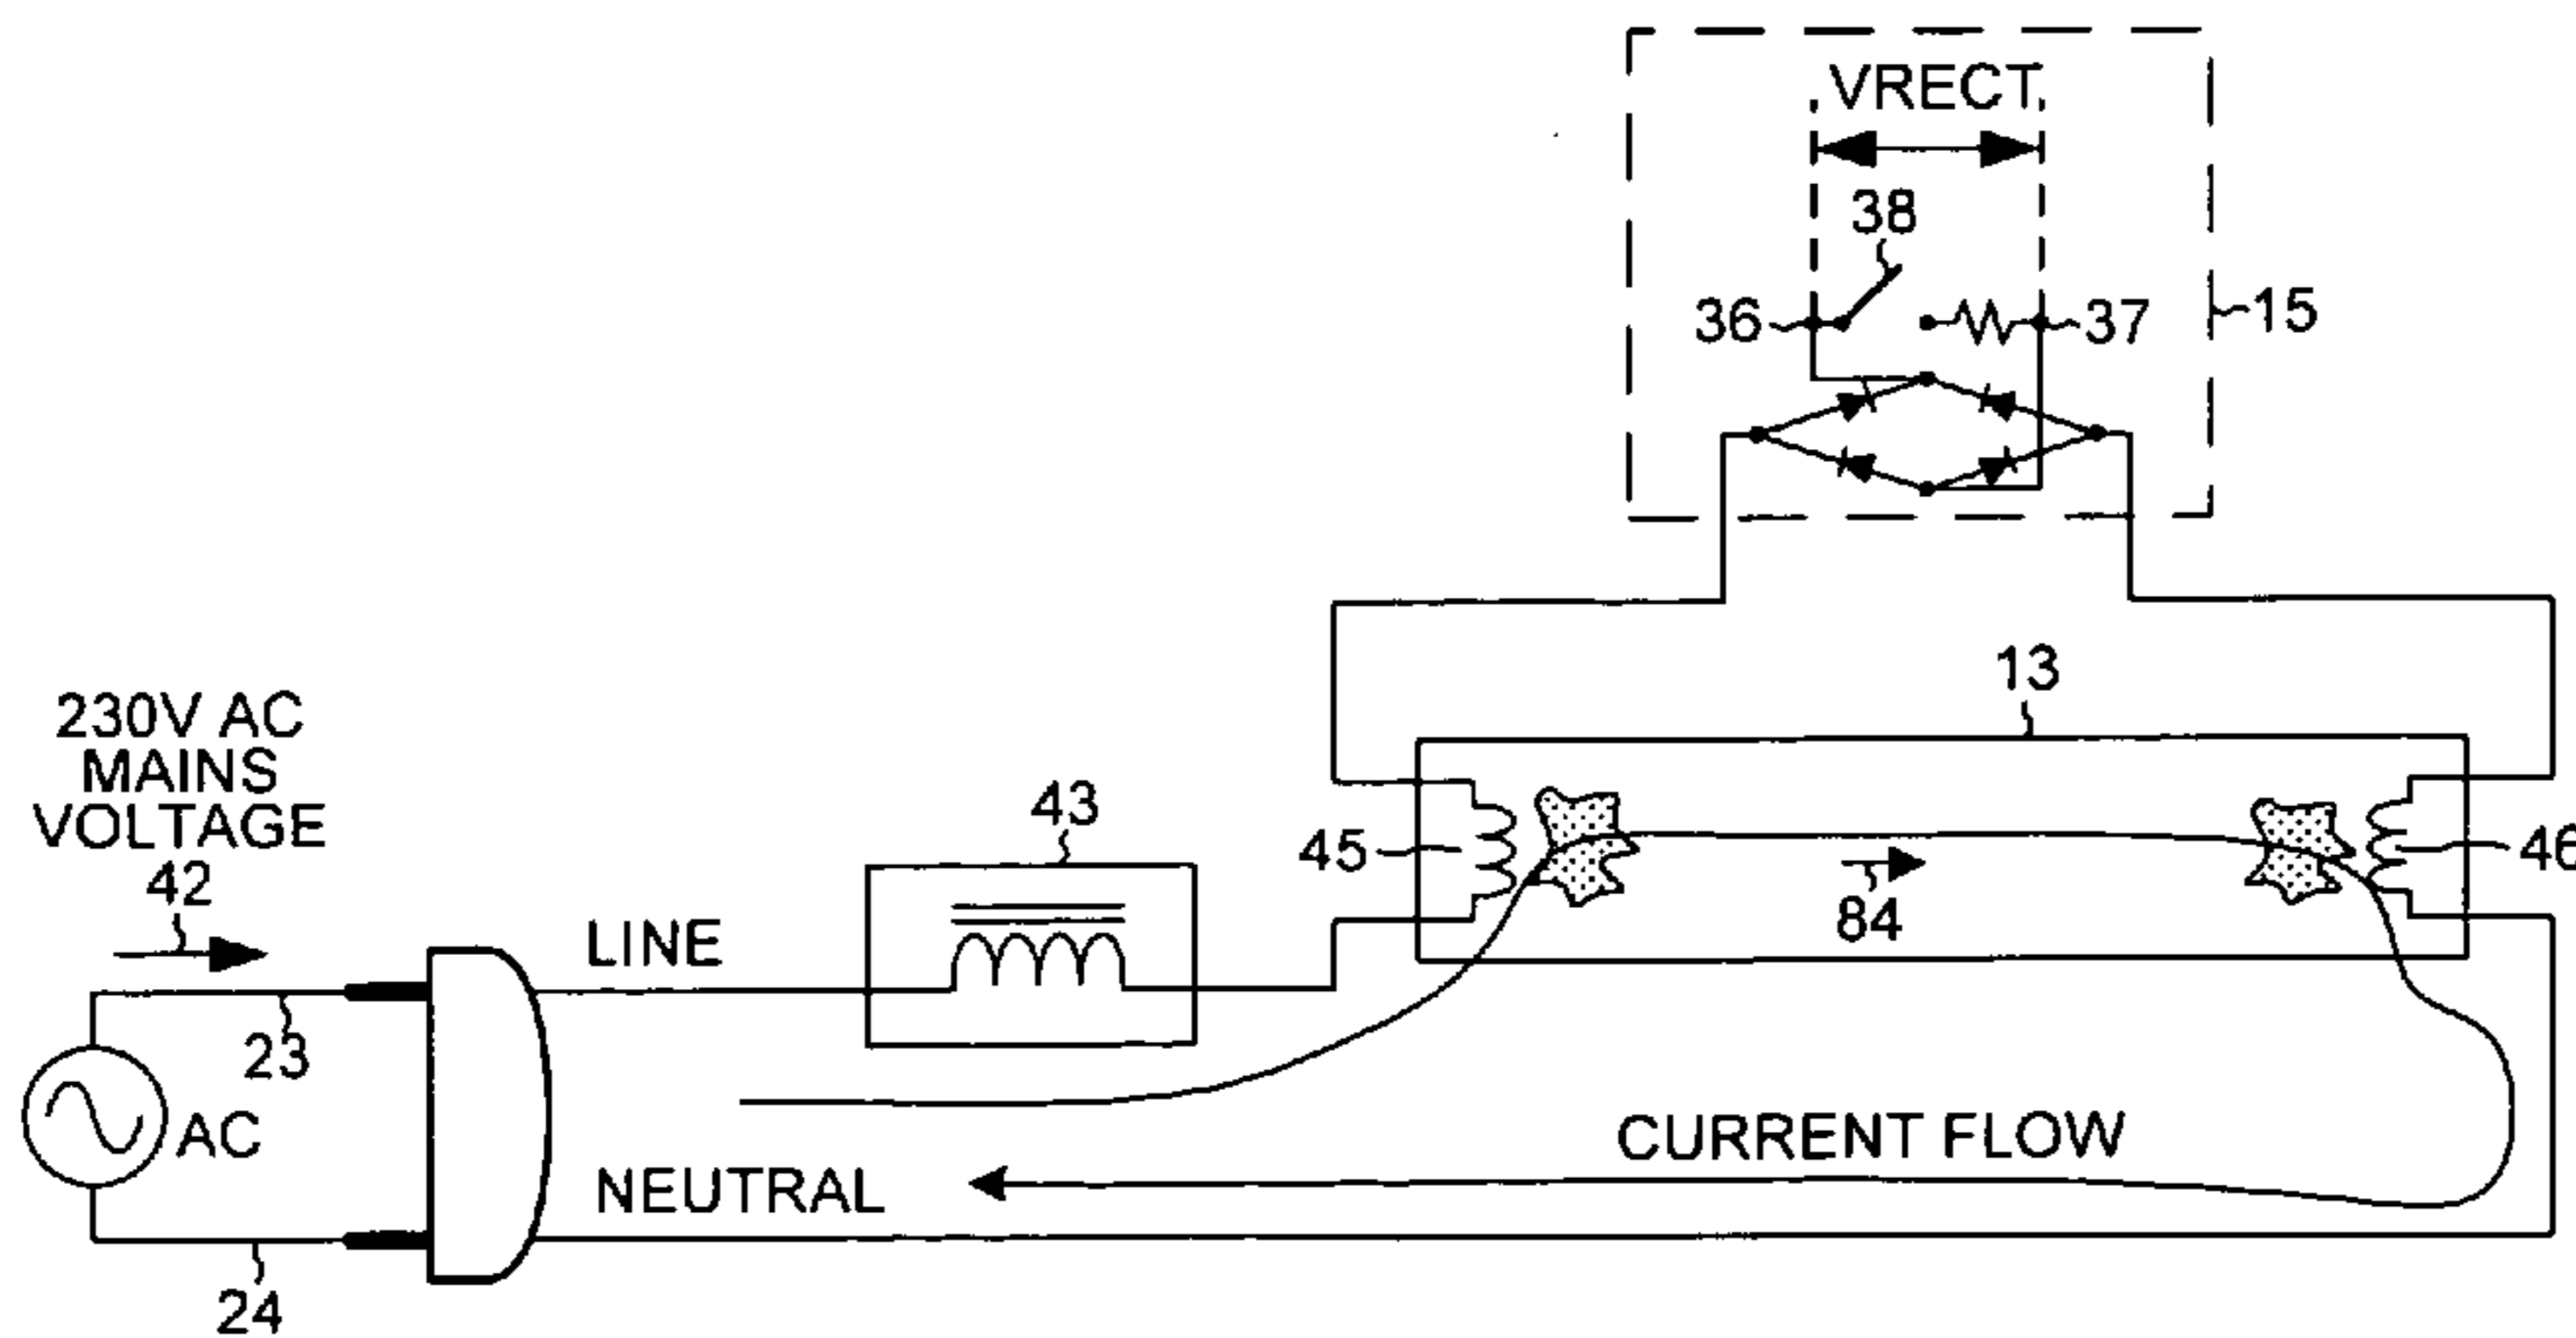 VRECT
38
36
37
15
13
230V AC
MAINS
VOLTAGE
42
43
45
46
84
LINE
23
AC
CURRENT FLOW
NEUTRAL
24